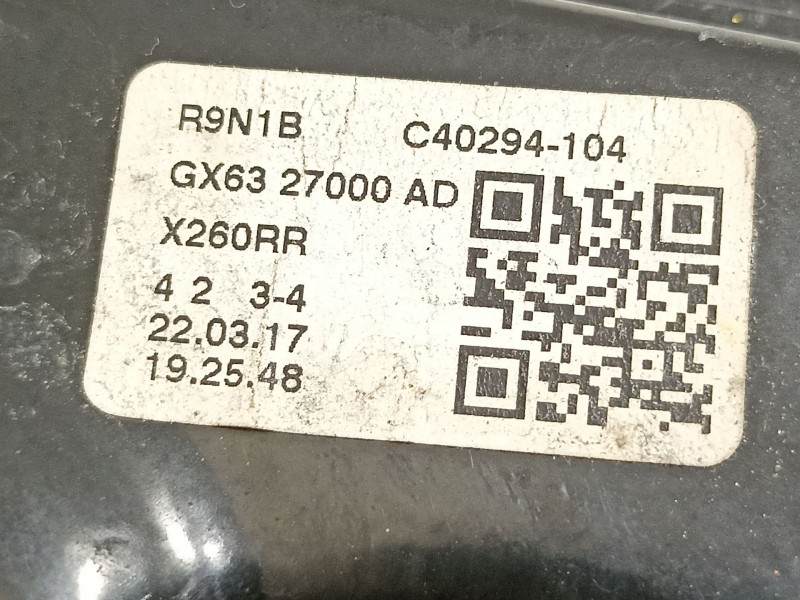 R9N1B C40294-104
GX63 27000 AD
X260RR
4 2 3-4
22.03.17
19.25.48